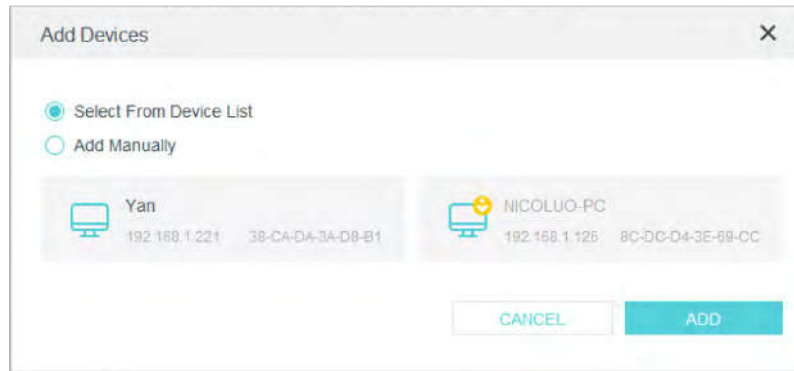 Add Devices
Select From Device List
Add Manually
Yan
192.168.1.221 38-CA-DA-3A-D8-B1
NICOLUO-PC
192.168.1.126 8C-DC-D4-3E-69-CC
CANCEL ADD